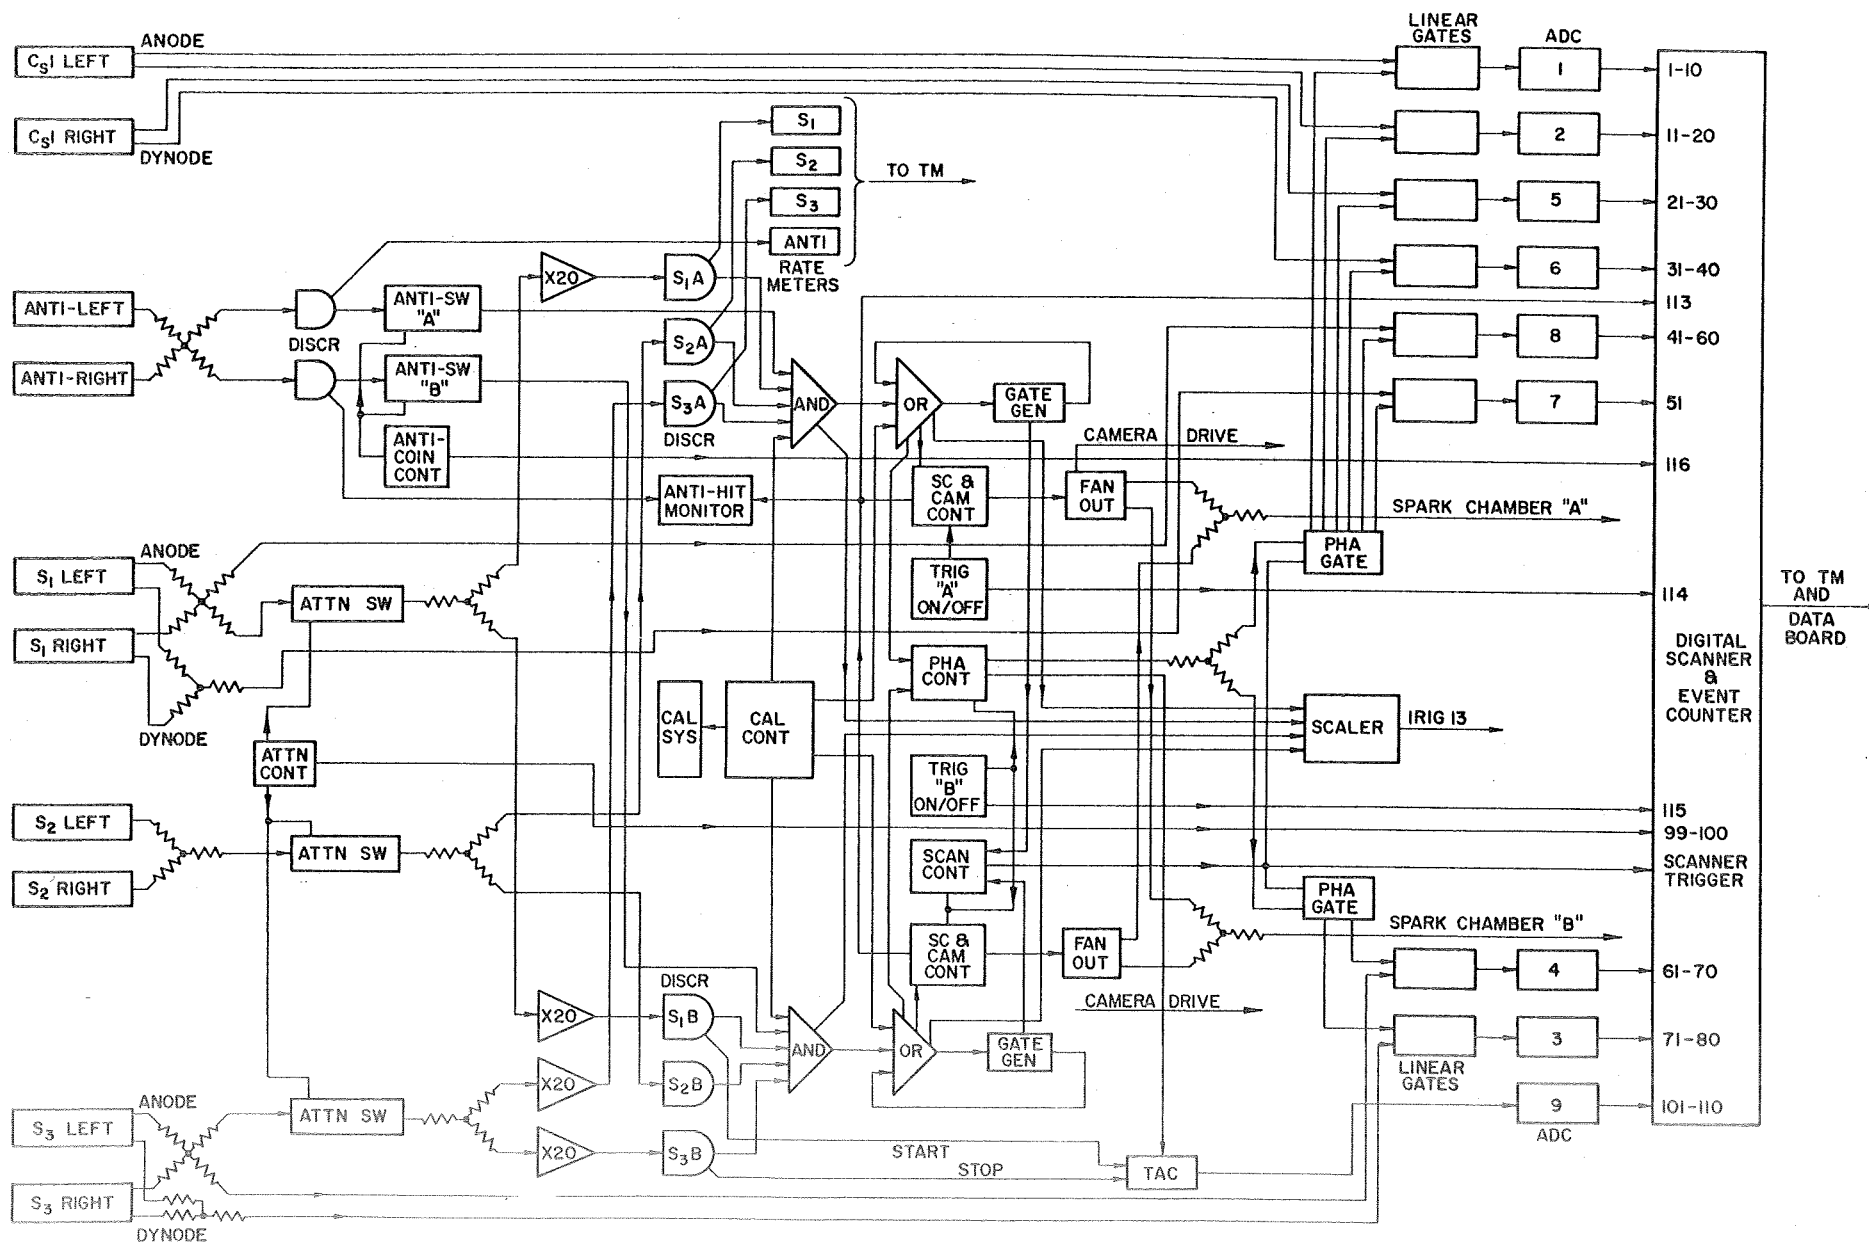 LINEAR
GATES
ADC
ANODE
CsI LEFT
1
1-10
CsI RIGHT
DYNODE
S1
2
11-20
S2
TO TM
S3
5
21-30
ANTI
RATE
METERS
X20
S1A
6
31-40
ANTI-LEFT
ANTI-SW
"A"
113
DISCR
S2A
8
41-60
ANTI-RIGHT
ANTI-SW
"B"
S3A
DISCR
AND
OR
GATE
GEN
7
51
ANTI-
COIN
CONT
CAMERA DRIVE
116
ANTI-HIT
MONITOR
SC &
CAM
CONT
FAN
OUT
SPARK CHAMBER "A"
ANODE
S1 LEFT
ATTN SW
TRIG
"A"
ON/OFF
PHA
GATE
114
TO TM
AND
DATA
BOARD
S1 RIGHT
DYNODE
PHA
CONT
DIGITAL
SCANNER
&
EVENT
COUNTER
CAL
SYS
CAL
CONT
SCALER
IRIG 13
ATTN
CONT
TRIG
"B"
ON/OFF
115
S2 LEFT
99-100
ATTN SW
SCAN
CONT
SCANNER
TRIGGER
S2 RIGHT
PHA
GATE
SC &
CAM
CONT
FAN
OUT
SPARK CHAMBER "B"
4
61-70
DISCR
CAMERA DRIVE
X20
S1B
AND
OR
GATE
GEN
3
71-80
LINEAR
GATES
X20
S2B
ANODE
S3 LEFT
ATTN SW
9
101-110
ADC
X20
S3B
START
STOP
TAC
S3 RIGHT
DYNODE